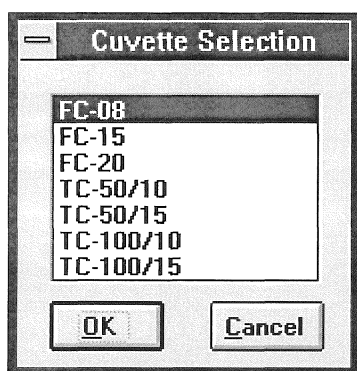 Cuvette Selection
FC-08
FC-15
FC-20
TC-50/10
TC-50/15
TC-100/10
TC-100/15
OK Cancel